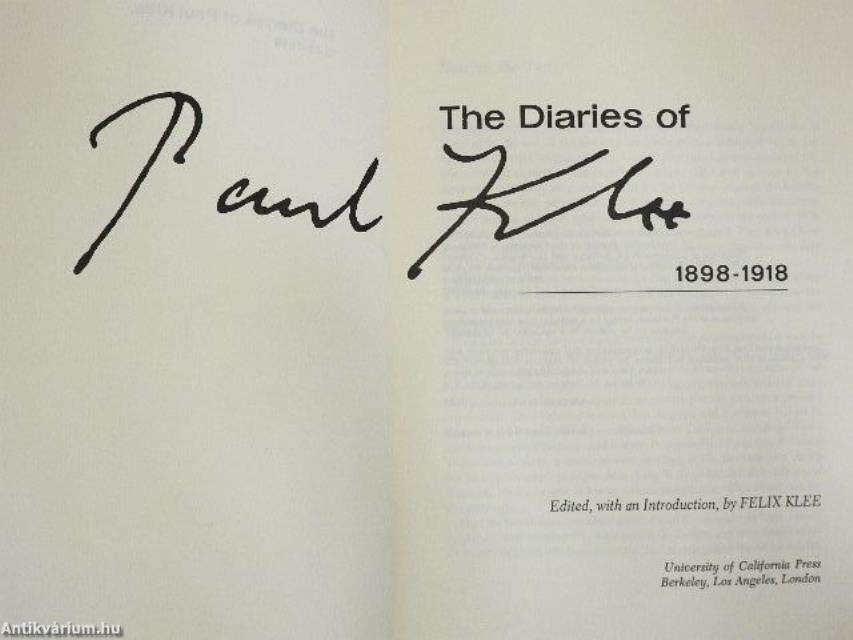 The Diaries of
Paul Klee
1898-1918
Edited, with an Introduction, by FELIX KLEE
University of California Press
Berkeley, Los Angeles, London
Antikvárium.hu